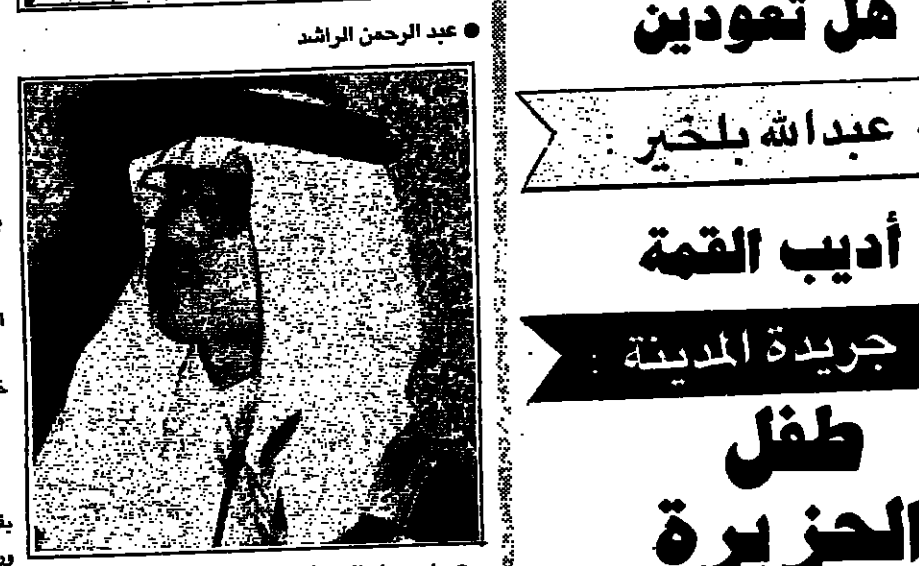 هل تعودين
عبدالله بلخير :
أديب القمة
جريدة المدينة :
طفل
الجزيرة
● عبد الرحمن الراشد